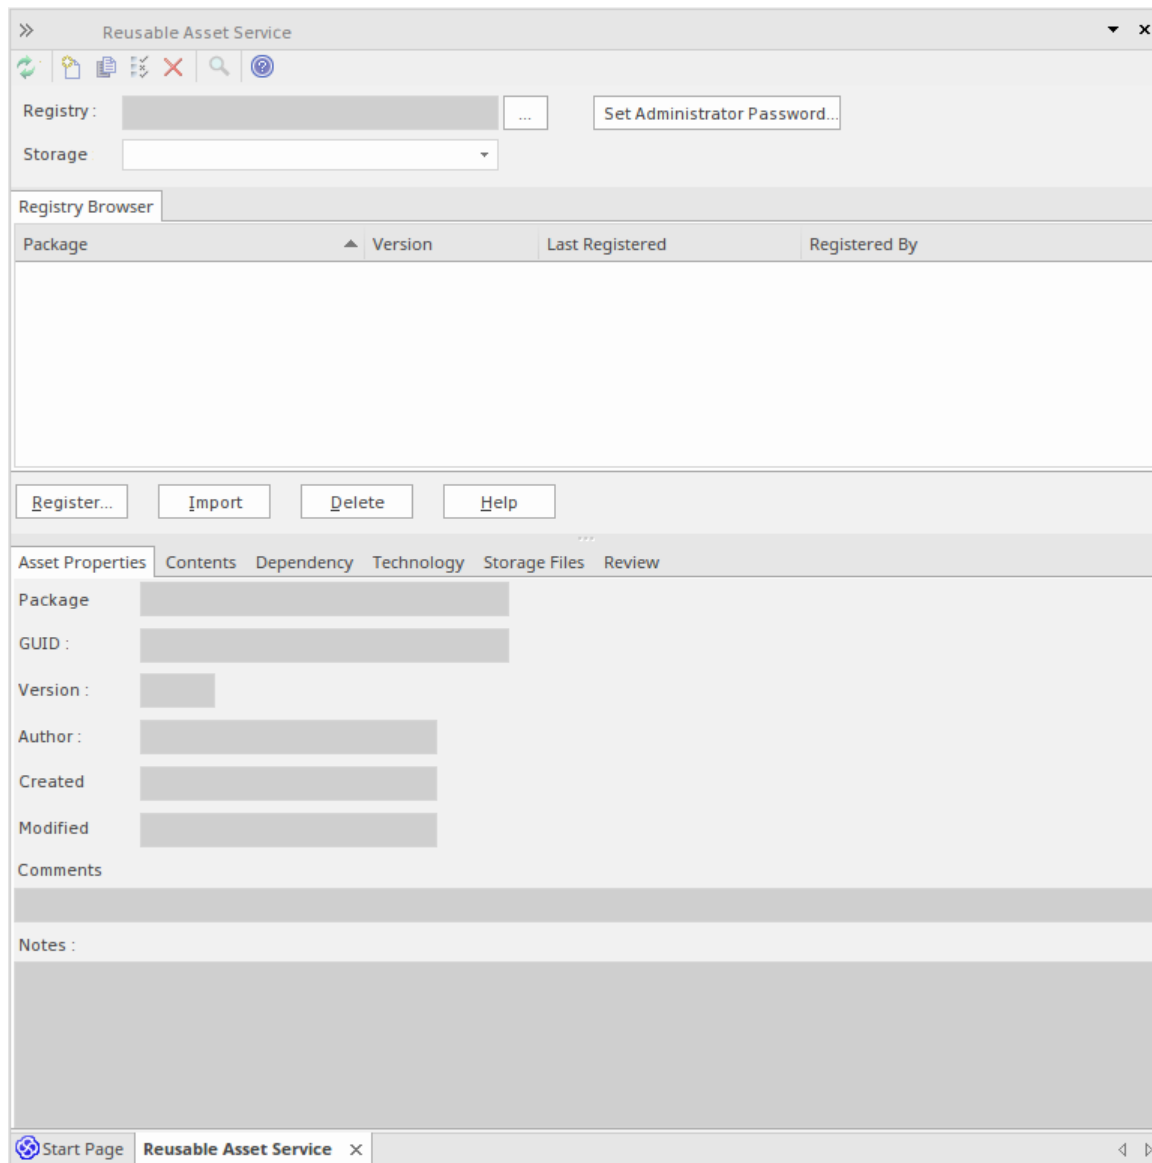 Reusable Asset Service
Registry :
...
Set Administrator Password...
Storage
Registry Browser
Package Version Last Registered Registered By
Register... Import Delete Help
Asset Properties Contents Dependency Technology Storage Files Review
Package
GUID :
Version :
Author :
Created
Modified
Comments
Notes :
Start Page Reusable Asset Service